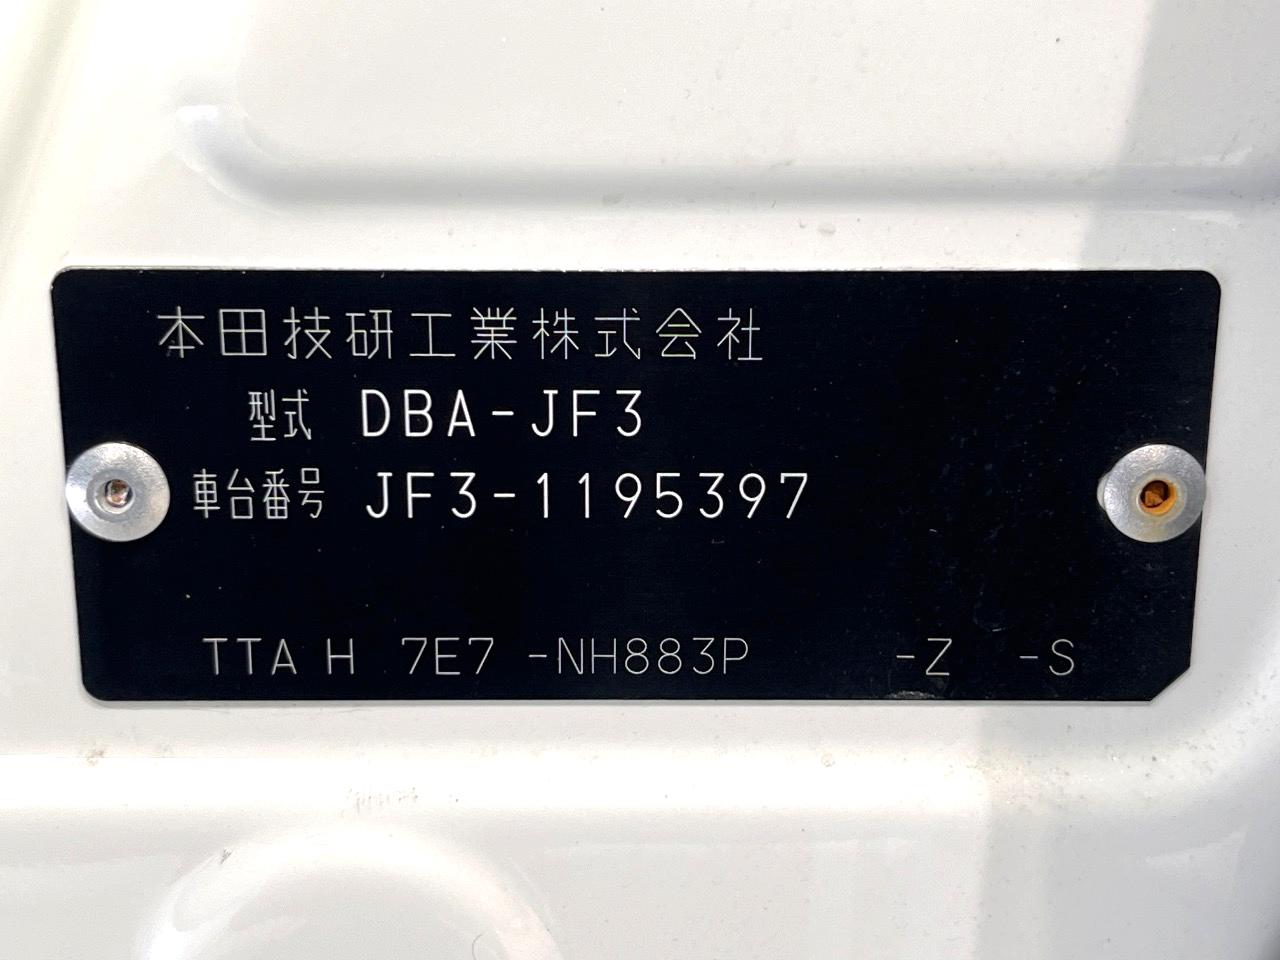 本田技研工業株式会社
型式 DBA-JF3
車台番号 JF3-1195397
TTA H 7E7 -NH883P -Z -S